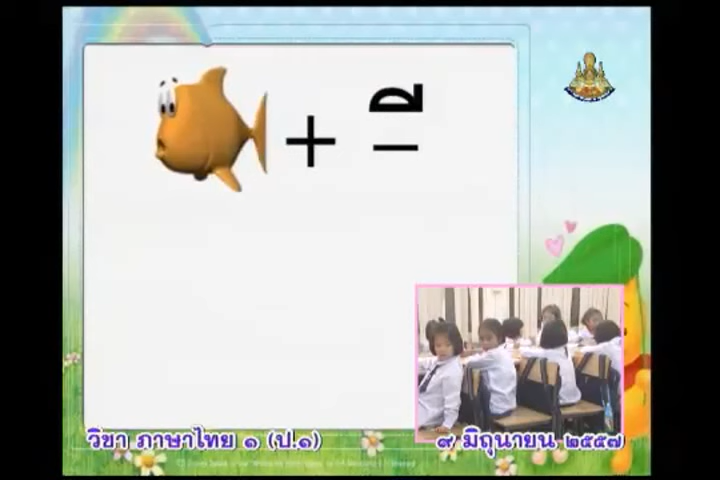 + –ี
วิชา ภาษาไทย ๑ (ป.๑)
๙ มิถุนายน ๒๕๕๗